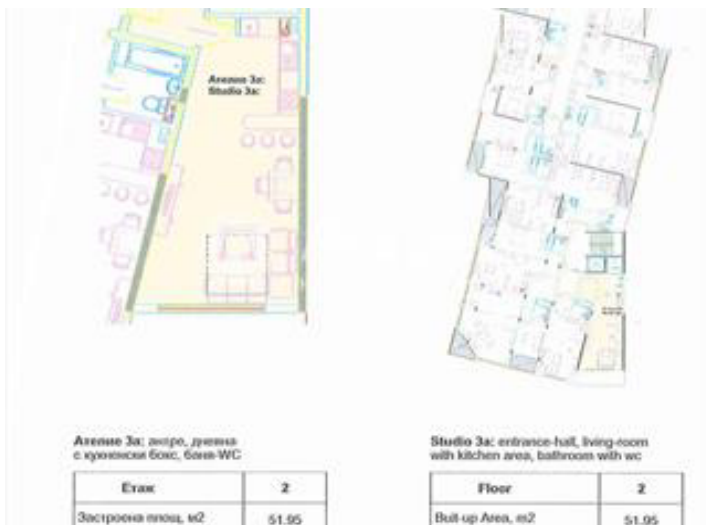 Ателие 3а:
Studio 3a:
Ателие 3а: антре, дневна
с кухненски бокс, баня-WC
Етаж 2
Застроена площ, м2 51.95
Studio 3a: entrance-hall, living-room
with kitchen area, bathroom with wc
Floor 2
Buit-up Area, m2 51.95